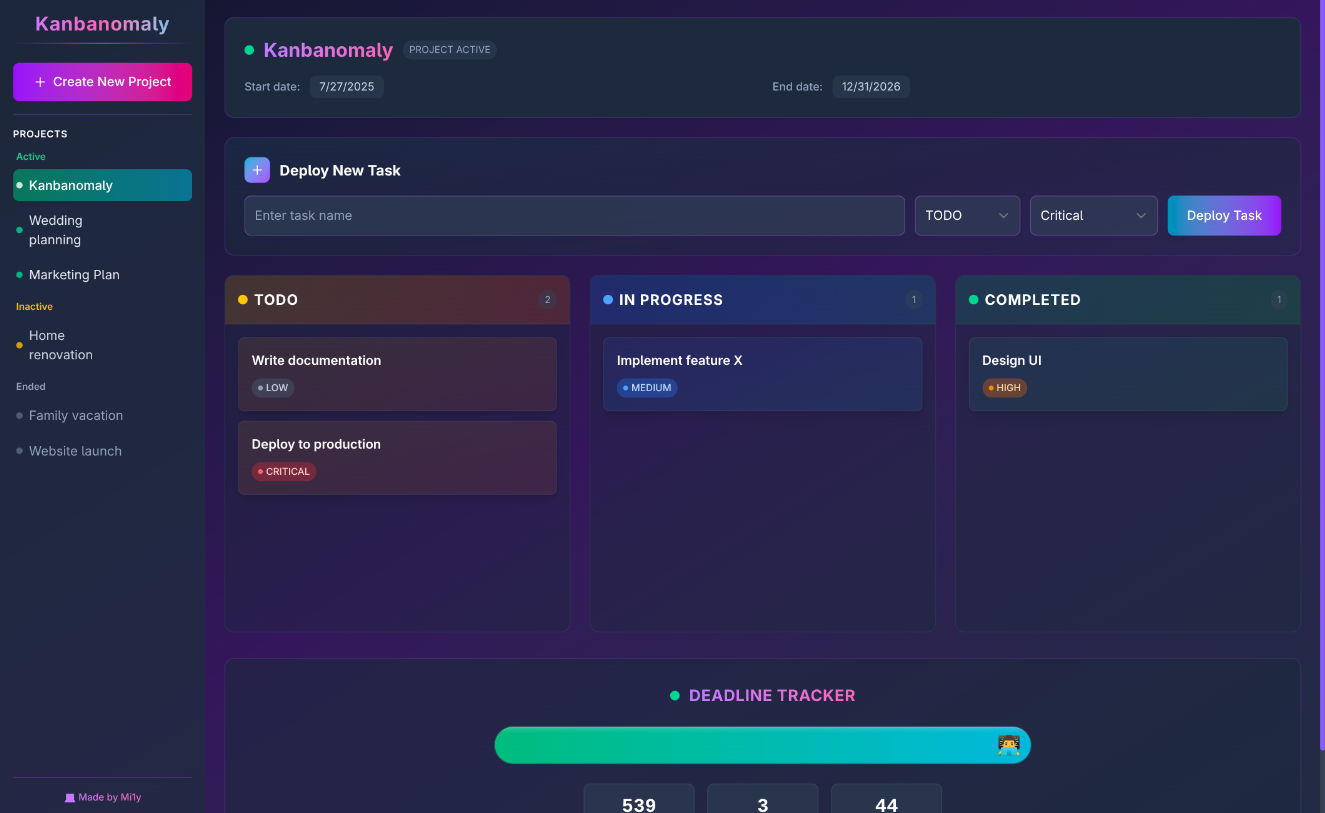 Kanbanomaly
+ Create New Project
PROJECTS
Active
Kanbanomaly
Wedding
planning
Marketing Plan
Inactive
Home
renovation
Ended
Family vacation
Website launch
Made by Mi1y
Kanbanomaly PROJECT ACTIVE
Start date: 7/27/2025 End date: 12/31/2026
+ Deploy New Task
Enter task name TODO Critical Deploy Task
TODO 2
Write documentation
LOW
Deploy to production
CRITICAL
IN PROGRESS 1
Implement feature X
MEDIUM
COMPLETED 1
Design UI
HIGH
DEADLINE TRACKER
539 3 44